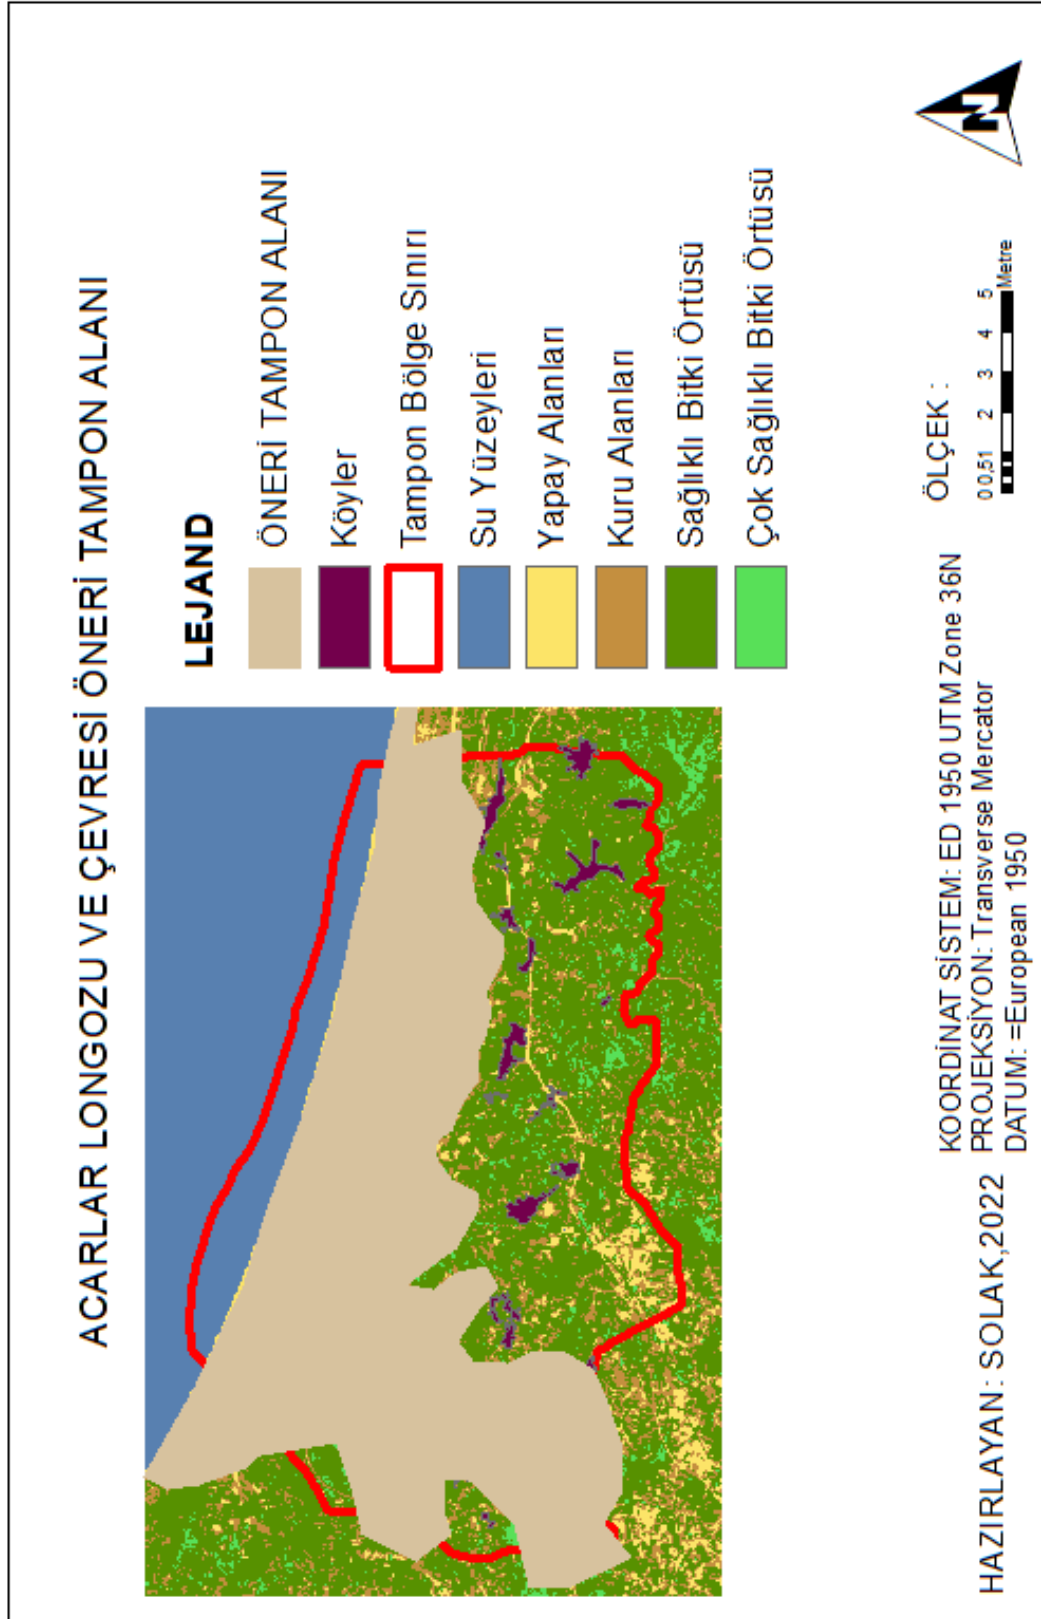 ACARLAR LONGOZU VE ÇEVRESİ ÖNERİ TAMPON ALANI
LEJAND
ÖNERİ TAMPON ALANI
Köyler
Tampon Bölge Sınırı
Su Yüzeyleri
Yapay Alanları
Kuru Alanları
Sağlıklı Bitki Örtüsü
Çok Sağlıklı Bitki Örtüsü
HAZIRLAYAN : SOLAK,2022
KOORDİNAT SİSTEM: ED 1950 UTM Zone 36N
PROJEKSİYON: Transverse Mercator
DATUM: =European 1950
ÖLÇEK :
0 0,51 2 3 4 5
Metre
N